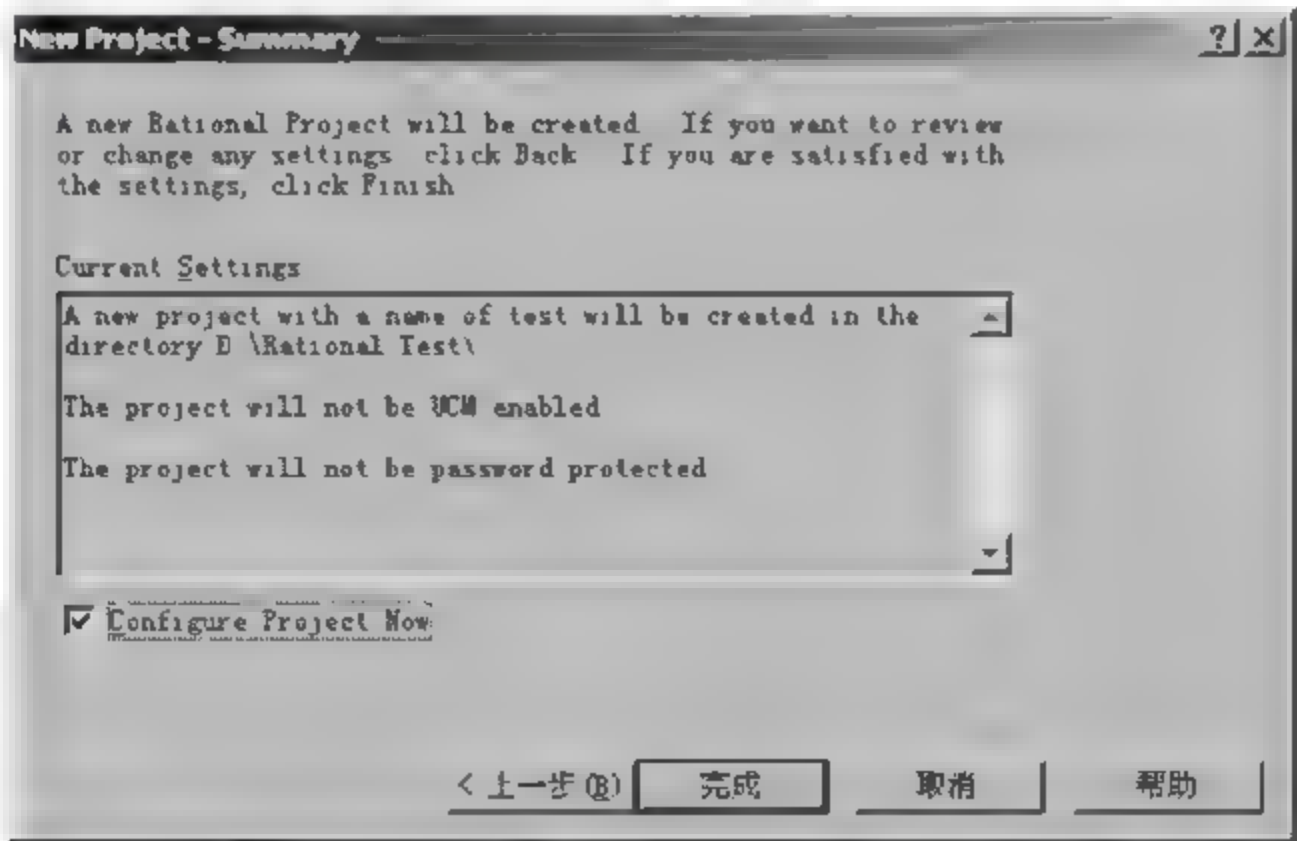 New Project - Summary
A new Rational Project will be created If you want to review
or change any settings click Back If you are satisfied with
the settings, click Finish
Current Settings
A new project with a name of test will be created in the
directory D \Rational Test\
The project will not be UCM enabled
The project will not be password protected
Configure Project Now
< 上一步(B)
完成
取消
帮助